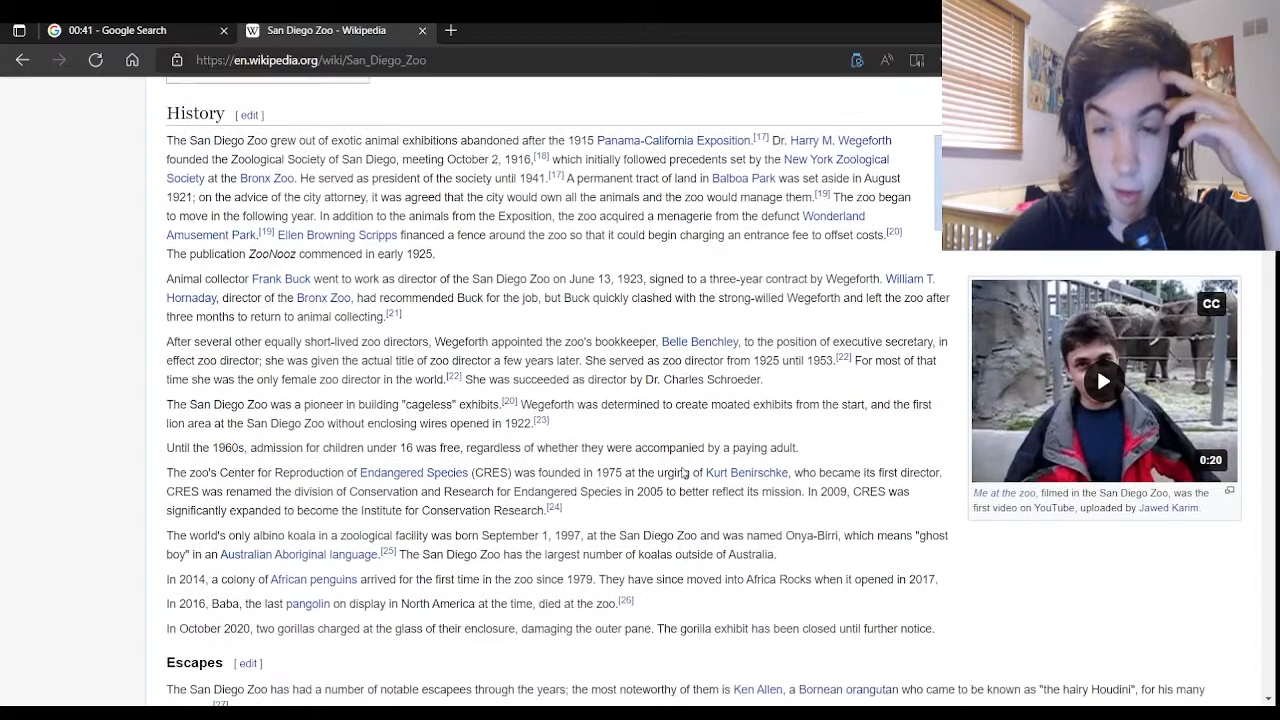 00:41 - Google Search
San Diego Zoo - Wikipedia
https://en.wikipedia.org/wiki/San_Diego_Zoo
History [ edit ]
The San Diego Zoo grew out of exotic animal exhibitions abandoned after the 1915 Panama-California Exposition.[17] Dr. Harry M. Wegeforth
founded the Zoological Society of San Diego, meeting October 2, 1916,[18] which initially followed precedents set by the New York Zoological
Society at the Bronx Zoo. He served as president of the society until 1941.[17] A permanent tract of land in Balboa Park was set aside in August
1921; on the advice of the city attorney, it was agreed that the city would own all the animals and the zoo would manage them.[19] The zoo began
to move in the following year. In addition to the animals from the Exposition, the zoo acquired a menagerie from the defunct Wonderland
Amusement Park.[19] Ellen Browning Scripps financed a fence around the zoo so that it could begin charging an entrance fee to offset costs.[20]
The publication ZooNooz commenced in early 1925.
Animal collector Frank Buck went to work as director of the San Diego Zoo on June 13, 1923, signed to a three-year contract by Wegeforth. William T.
Hornaday, director of the Bronx Zoo, had recommended Buck for the job, but Buck quickly clashed with the strong-willed Wegeforth and left the zoo after
three months to return to animal collecting.[21]
After several other equally short-lived zoo directors, Wegeforth appointed the zoo's bookkeeper, Belle Benchley, to the position of executive secretary, in
effect zoo director; she was given the actual title of zoo director a few years later. She served as zoo director from 1925 until 1953.[22] For most of that
time she was the only female zoo director in the world.[22] She was succeeded as director by Dr. Charles Schroeder.
The San Diego Zoo was a pioneer in building "cageless" exhibits.[20] Wegeforth was determined to create moated exhibits from the start, and the first
lion area at the San Diego Zoo without enclosing wires opened in 1922.[23]
Until the 1960s, admission for children under 16 was free, regardless of whether they were accompanied by a paying adult.
The zoo's Center for Reproduction of Endangered Species (CRES) was founded in 1975 at the urging of Kurt Benirschke, who became its first director.
CRES was renamed the division of Conservation and Research for Endangered Species in 2005 to better reflect its mission. In 2009, CRES was
significantly expanded to become the Institute for Conservation Research.[24]
The world's only albino koala in a zoological facility was born September 1, 1997, at the San Diego Zoo and was named Onya-Birri, which means "ghost
boy" in an Australian Aboriginal language.[25] The San Diego Zoo has the largest number of koalas outside of Australia.
In 2014, a colony of African penguins arrived for the first time in the zoo since 1979. They have since moved into Africa Rocks when it opened in 2017.
In 2016, Baba, the last pangolin on display in North America at the time, died at the zoo.[26]
In October 2020, two gorillas charged at the glass of their enclosure, damaging the outer pane. The gorilla exhibit has been closed until further notice.
Escapes [ edit ]
The San Diego Zoo has had a number of notable escapees through the years; the most noteworthy of them is Ken Allen, a Bornean orangutan who came to be known as "the hairy Houdini", for his many
[27]
CC
0:20
Me at the zoo, filmed in the San Diego Zoo, was the
first video on YouTube, uploaded by Jawed Karim.